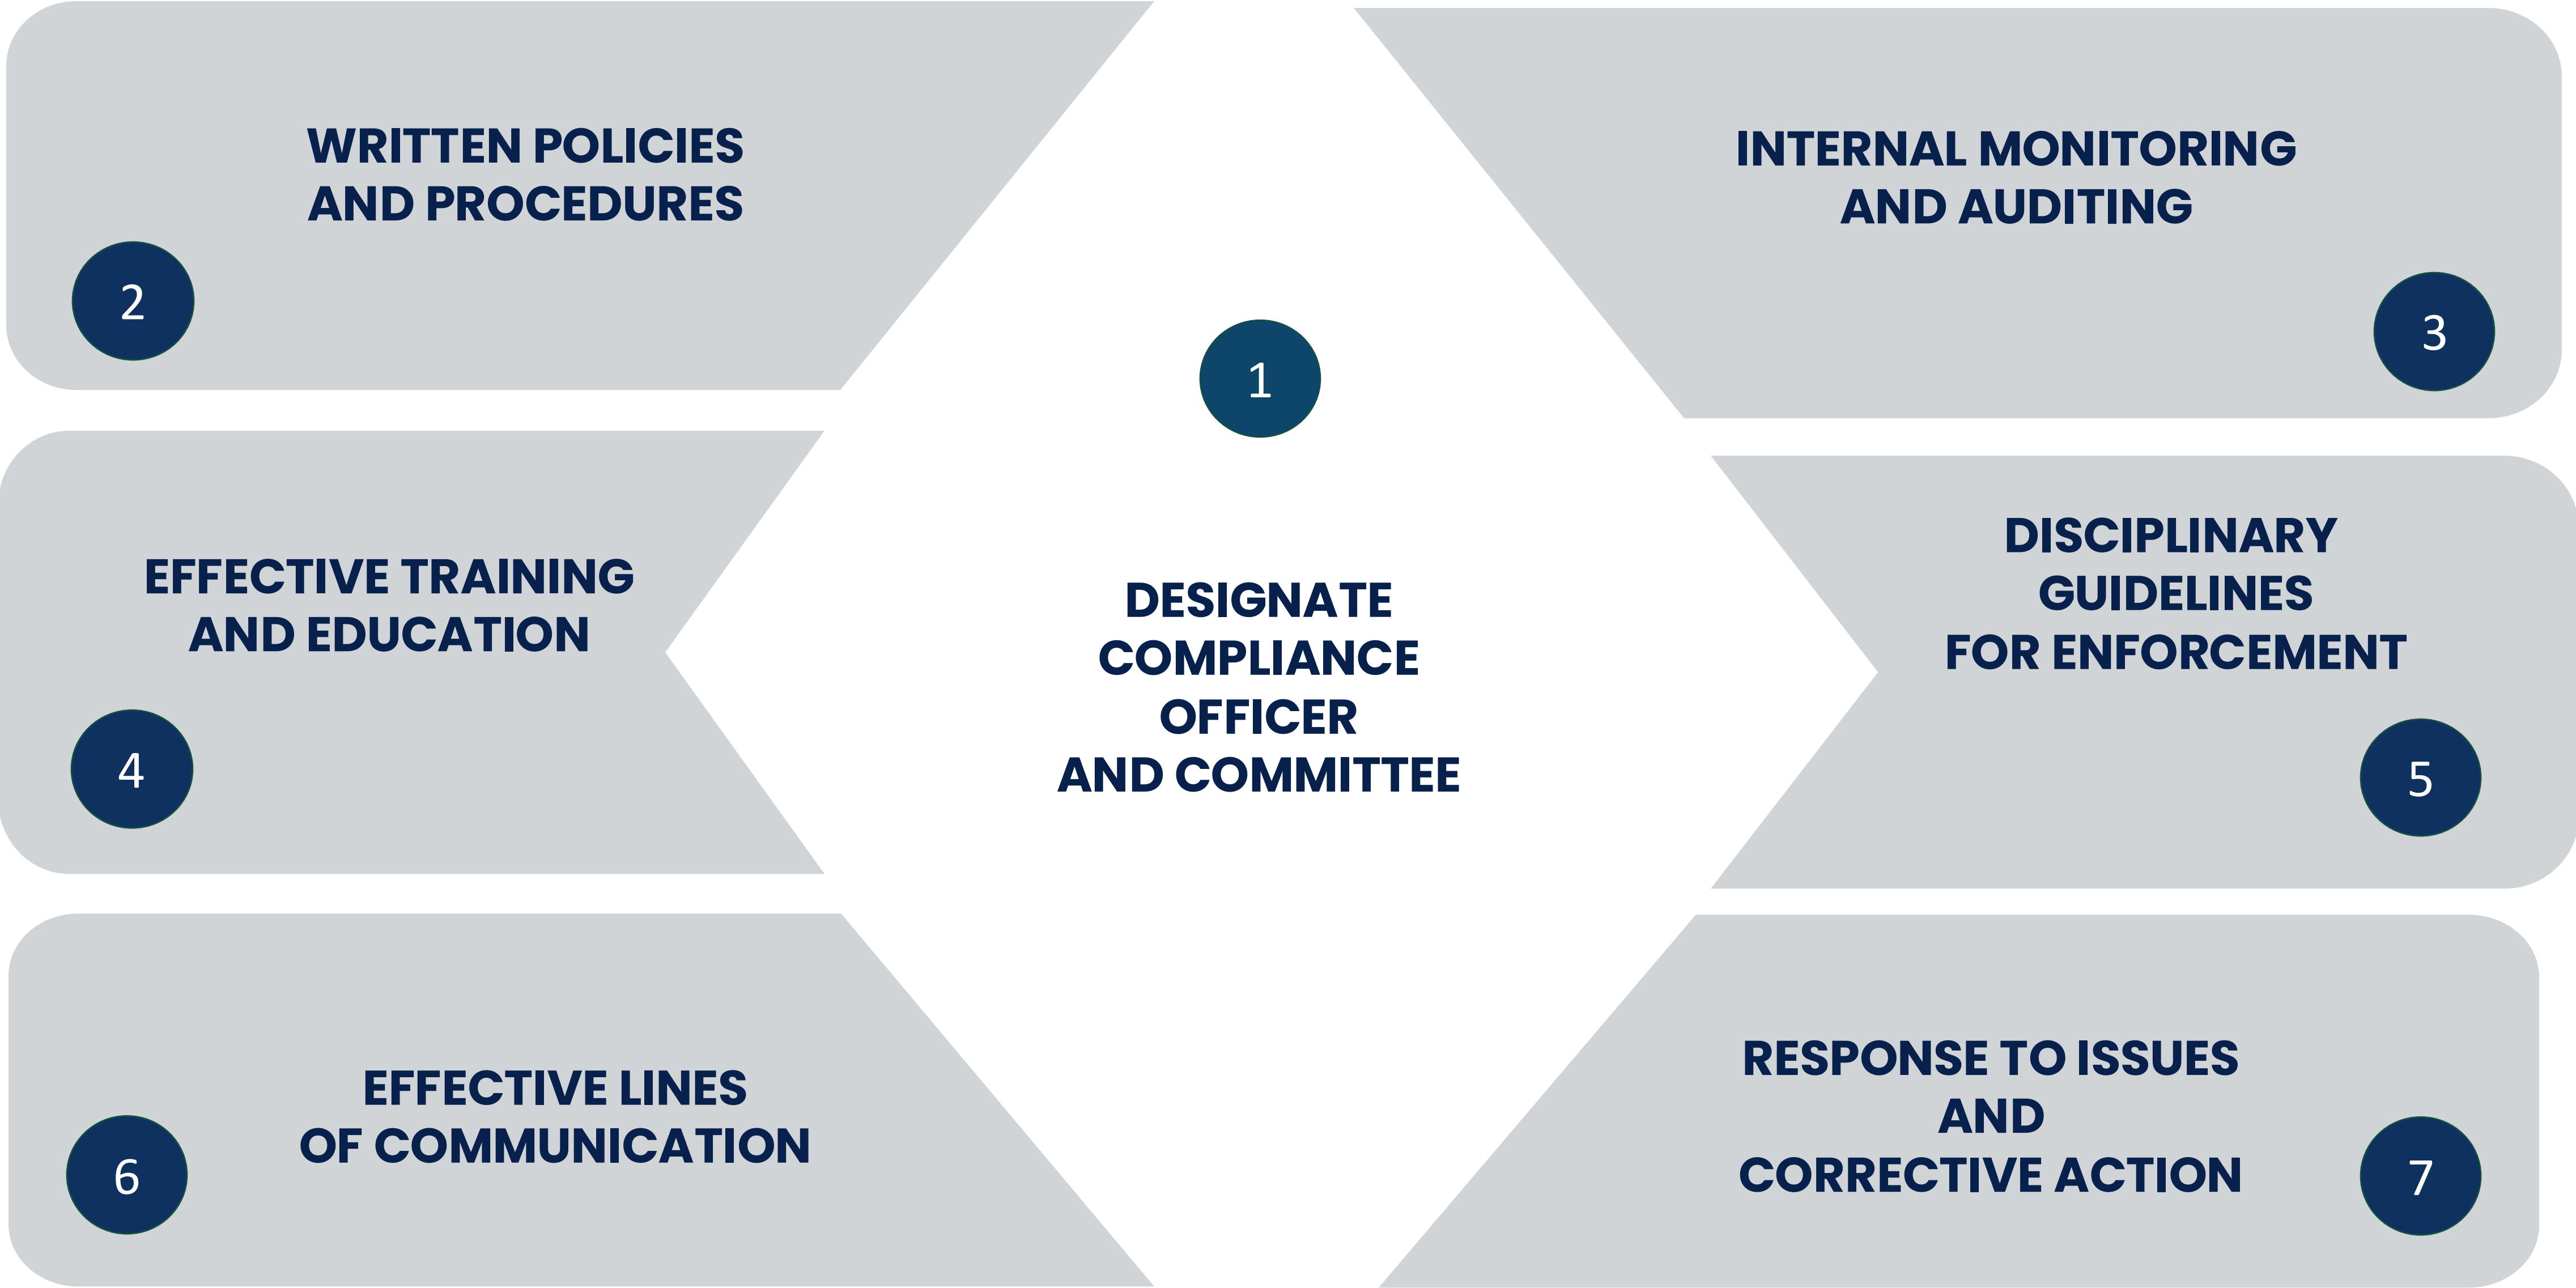 1
DESIGNATE
COMPLIANCE
OFFICER
AND COMMITTEE
WRITTEN POLICIES
AND PROCEDURES
2
INTERNAL MONITORING
AND AUDITING
3
EFFECTIVE TRAINING
AND EDUCATION
4
DISCIPLINARY
GUIDELINES
FOR ENFORCEMENT
5
EFFECTIVE LINES
OF COMMUNICATION
6
RESPONSE TO ISSUES
AND
CORRECTIVE ACTION
7